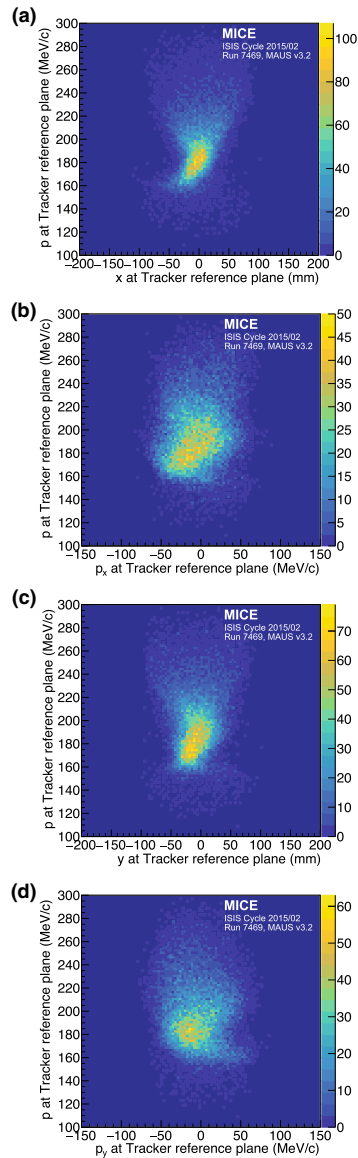 (a)
p at Tracker reference plane (MeV/c)
300
280
260
240
220
200
180
160
140
120
100
MICE
ISIS Cycle 2015/02
Run 7469, MAUS v3.2
100
80
60
40
20
0
−200 −150 −100 −50 0 50 100 150 200
x at Tracker reference plane (mm)
(b)
p at Tracker reference plane (MeV/c)
300
280
260
240
220
200
180
160
140
120
100
MICE
ISIS Cycle 2015/02
Run 7469, MAUS v3.2
50
45
40
35
30
25
20
15
10
5
0
−150 −100 −50 0 50 100 150
px at Tracker reference plane (MeV/c)
(c)
p at Tracker reference plane (MeV/c)
300
280
260
240
220
200
180
160
140
120
100
MICE
ISIS Cycle 2015/02
Run 7469, MAUS v3.2
70
60
50
40
30
20
10
0
−200 −150 −100 −50 0 50 100 150 200
y at Tracker reference plane (mm)
(d)
p at Tracker reference plane (MeV/c)
300
280
260
240
220
200
180
160
140
120
100
MICE
ISIS Cycle 2015/02
Run 7469, MAUS v3.2
60
50
40
30
20
10
0
−150 −100 −50 0 50 100 150
py at Tracker reference plane (MeV/c)